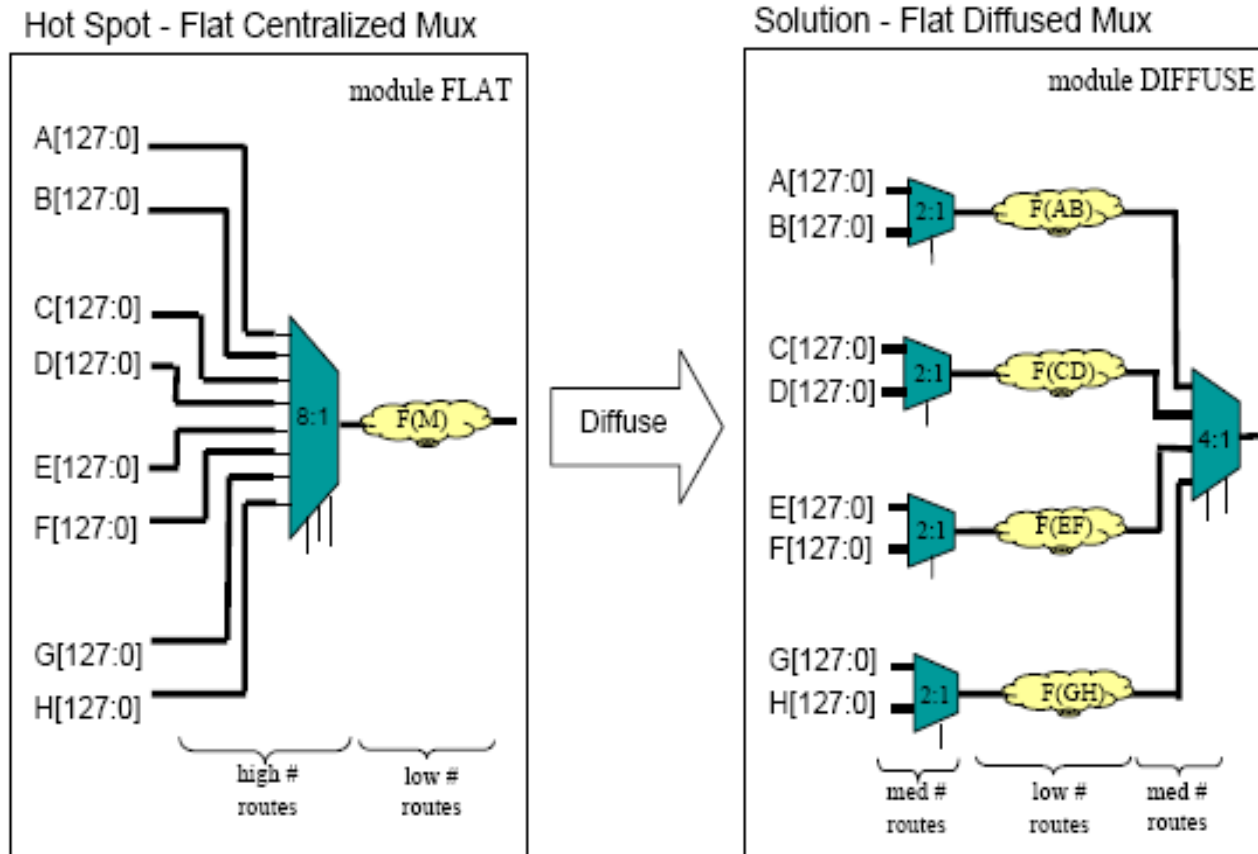 Hot Spot - Flat Centralized Mux
module FLAT
A[127:0]
B[127:0]
C[127:0]
D[127:0]
E[127:0]
F[127:0]
G[127:0]
H[127:0]
8:1
F(M)
high #
routes
low #
routes
Diffuse
Solution - Flat Diffused Mux
module DIFFUSE
A[127:0]
B[127:0]
2:1
F(AB)
C[127:0]
D[127:0]
2:1
F(CD)
E[127:0]
F[127:0]
2:1
F(EF)
G[127:0]
H[127:0]
2:1
F(GH)
4:1
med #
routes
low #
routes
med #
routes